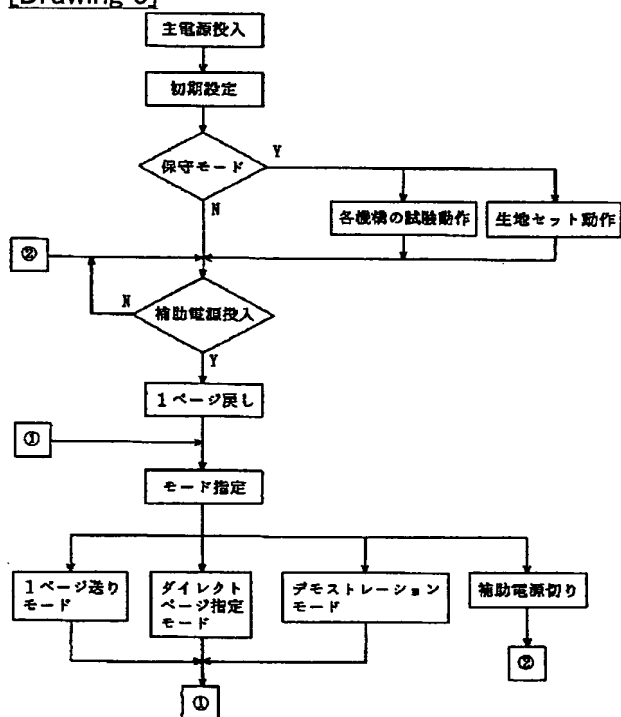 [Drawing 6]
主電源投入
初期設定
保守モード
Y
N
各機構の試験動作
生地セット動作
②
N
補助電源投入
Y
1ページ戻し
①
モード指定
1ページ送り
モード
ダイレクト
ページ指定
モード
デモストレーション
モード
補助電源切り
②
①